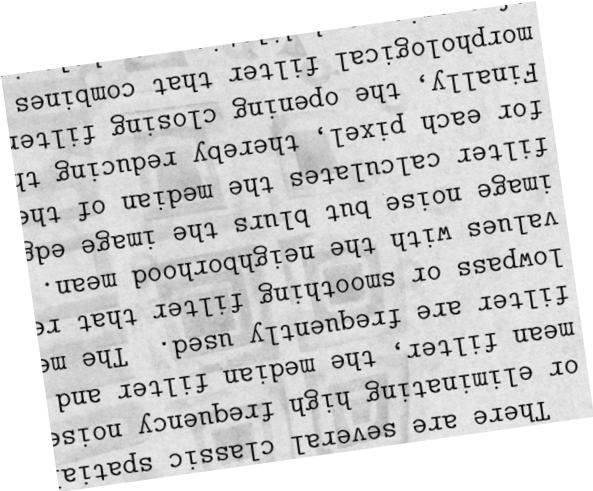 There are several classic spatia
or eliminating high frequency noise
mean filter, the median filter and
filter are frequently used. The me
lowpass or smoothing filter that re
values with the neighborhood mean.
image noise but blurs the image edg
filter calculates the median of the
for each pixel, thereby reducing th
Finally, the opening closing filter
morphological filter that combines